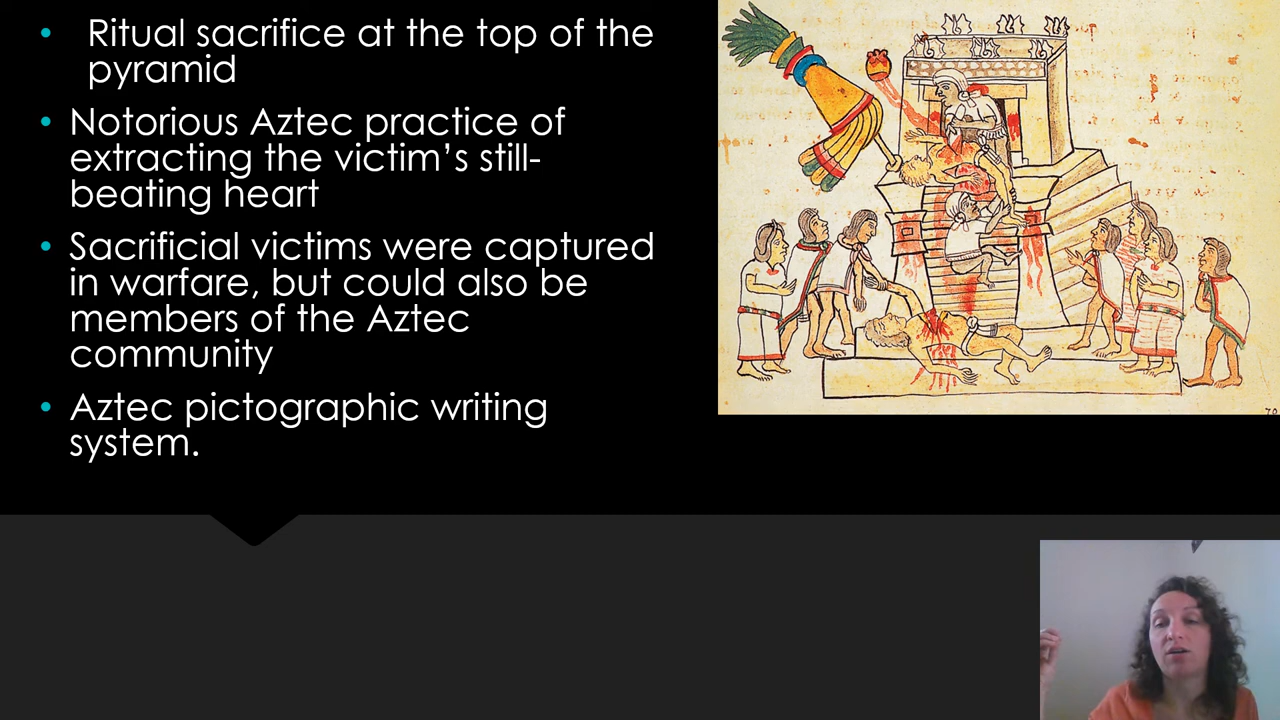 • Ritual sacrifice at the top of the
pyramid
• Notorious Aztec practice of
extracting the victim’s still-
beating heart
• Sacrificial victims were captured
in warfare, but could also be
members of the Aztec
community
• Aztec pictographic writing
system.
70